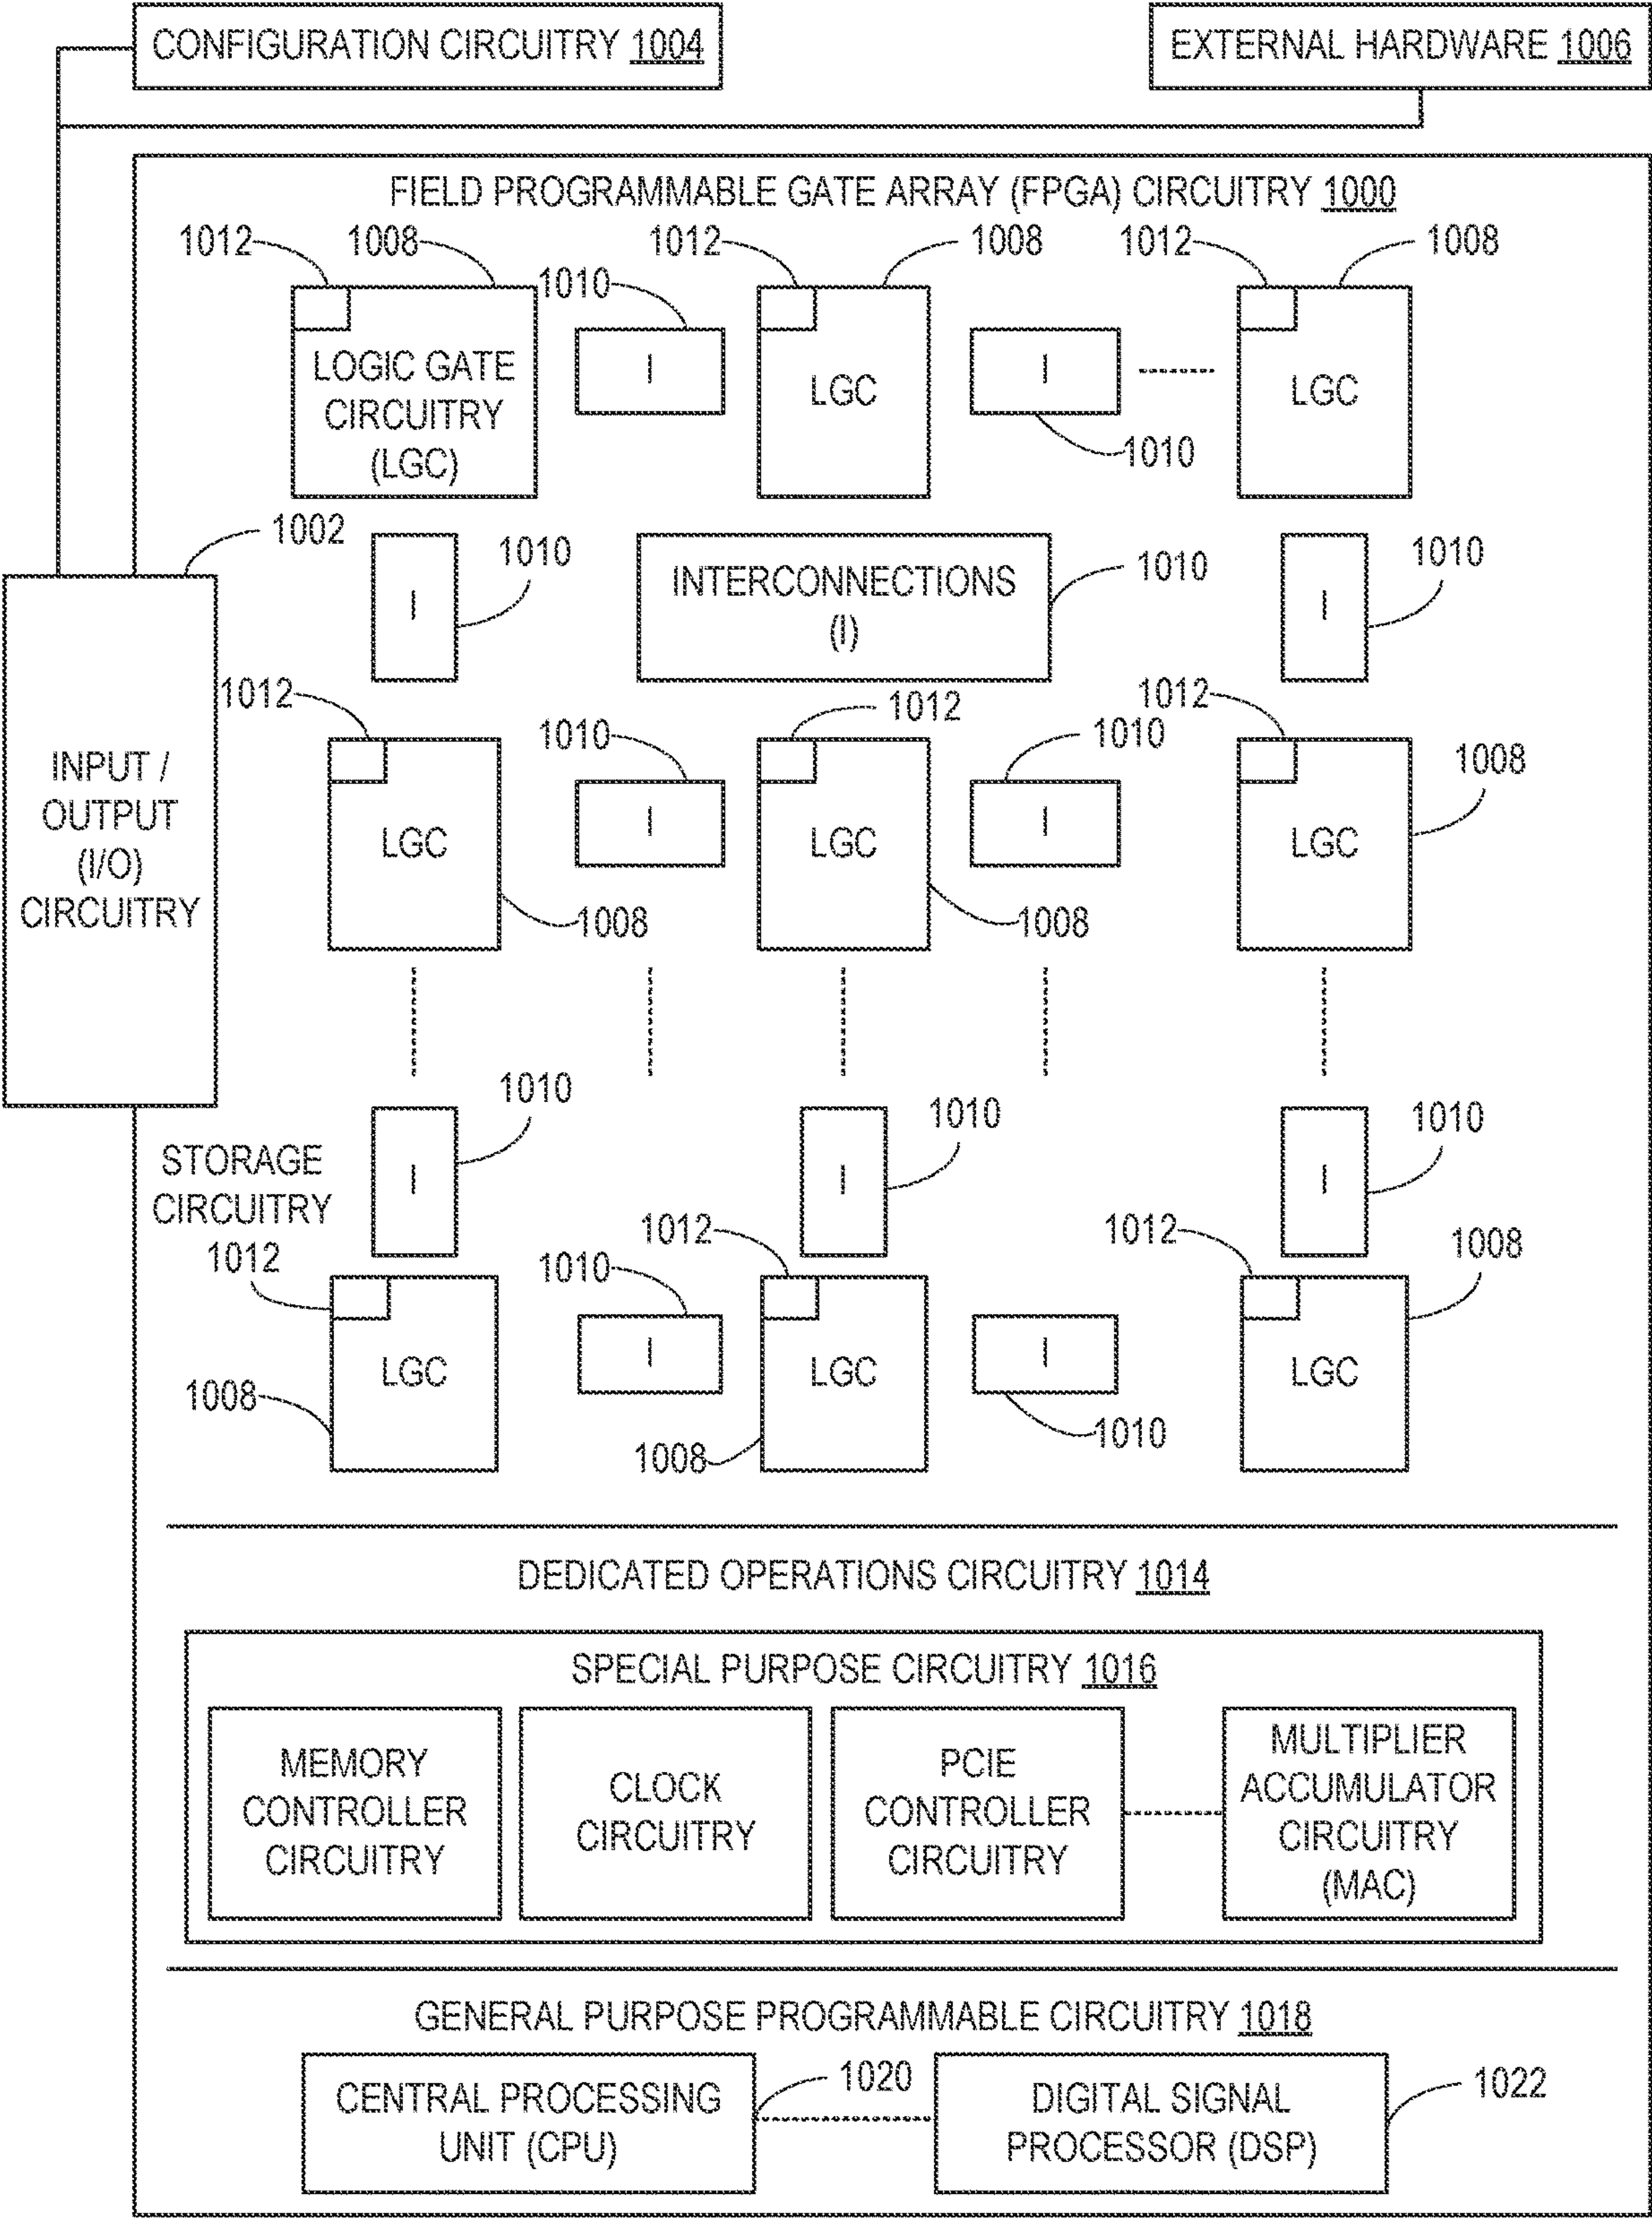 CONFIGURATION CIRCUITRY 1004
EXTERNAL HARDWARE 1006
FIELD PROGRAMMABLE GATE ARRAY (FPGA) CIRCUITRY 1000
1012 1008 1012 1008 1012 1008
1010
LOGIC GATE
CIRCUITRY
(LGC)
I
LGC
I
LGC
1010
1002
1010
1010
1010
I
INTERCONNECTIONS
(I)
I
1012
1012
1012
1010
1010
1008
INPUT /
OUTPUT
(I/O)
CIRCUITRY
LGC
I
LGC
I
LGC
1008
1008
1010
1010
1010
STORAGE
CIRCUITRY
1012
I
I
I
1012
1012
1008
1010
LGC
I
LGC
I
LGC
1008
1008
1010
DEDICATED OPERATIONS CIRCUITRY 1014
SPECIAL PURPOSE CIRCUITRY 1016
MEMORY
CONTROLLER
CIRCUITRY
CLOCK
CIRCUITRY
PCIE
CONTROLLER
CIRCUITRY
MULTIPLIER
ACCUMULATOR
CIRCUITRY
(MAC)
GENERAL PURPOSE PROGRAMMABLE CIRCUITRY 1018
CENTRAL PROCESSING
UNIT (CPU)
1020
DIGITAL SIGNAL
PROCESSOR (DSP)
1022